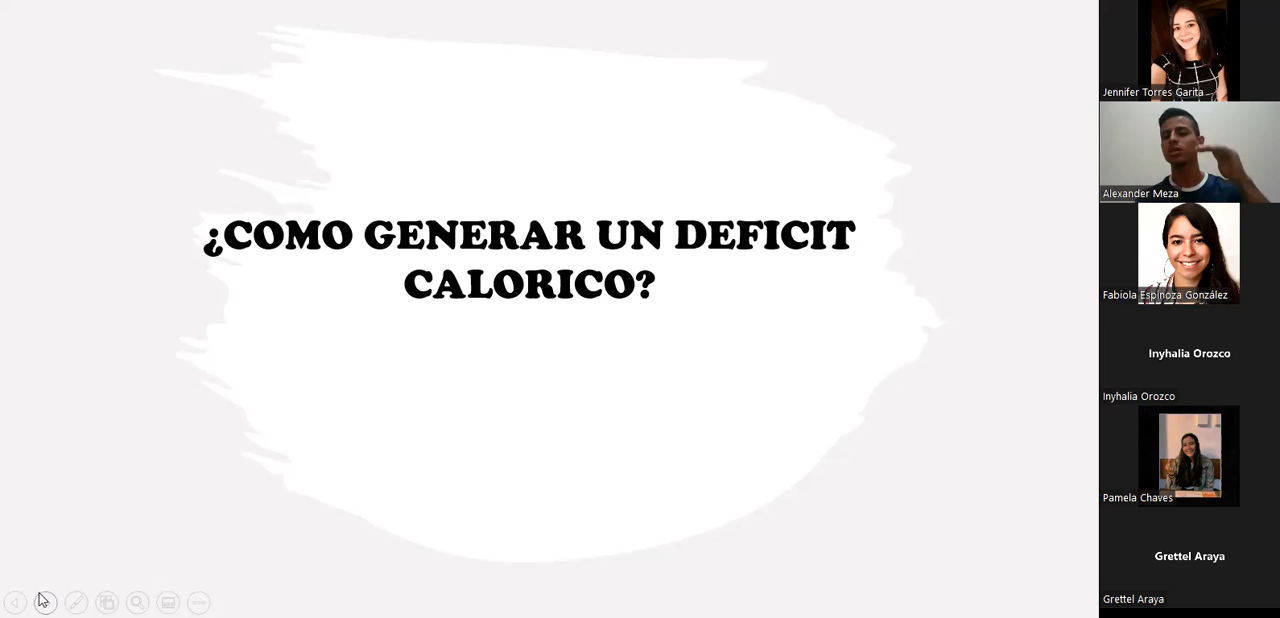 ¿COMO GENERAR UN DEFICIT
CALORICO?
Jennifer Torres Garita
Alexander Meza
Fabiola Espinoza González
Inyhalia Orozco
Inyhalia Orozco
Pamela Chaves
Grettel Araya
Grettel Araya